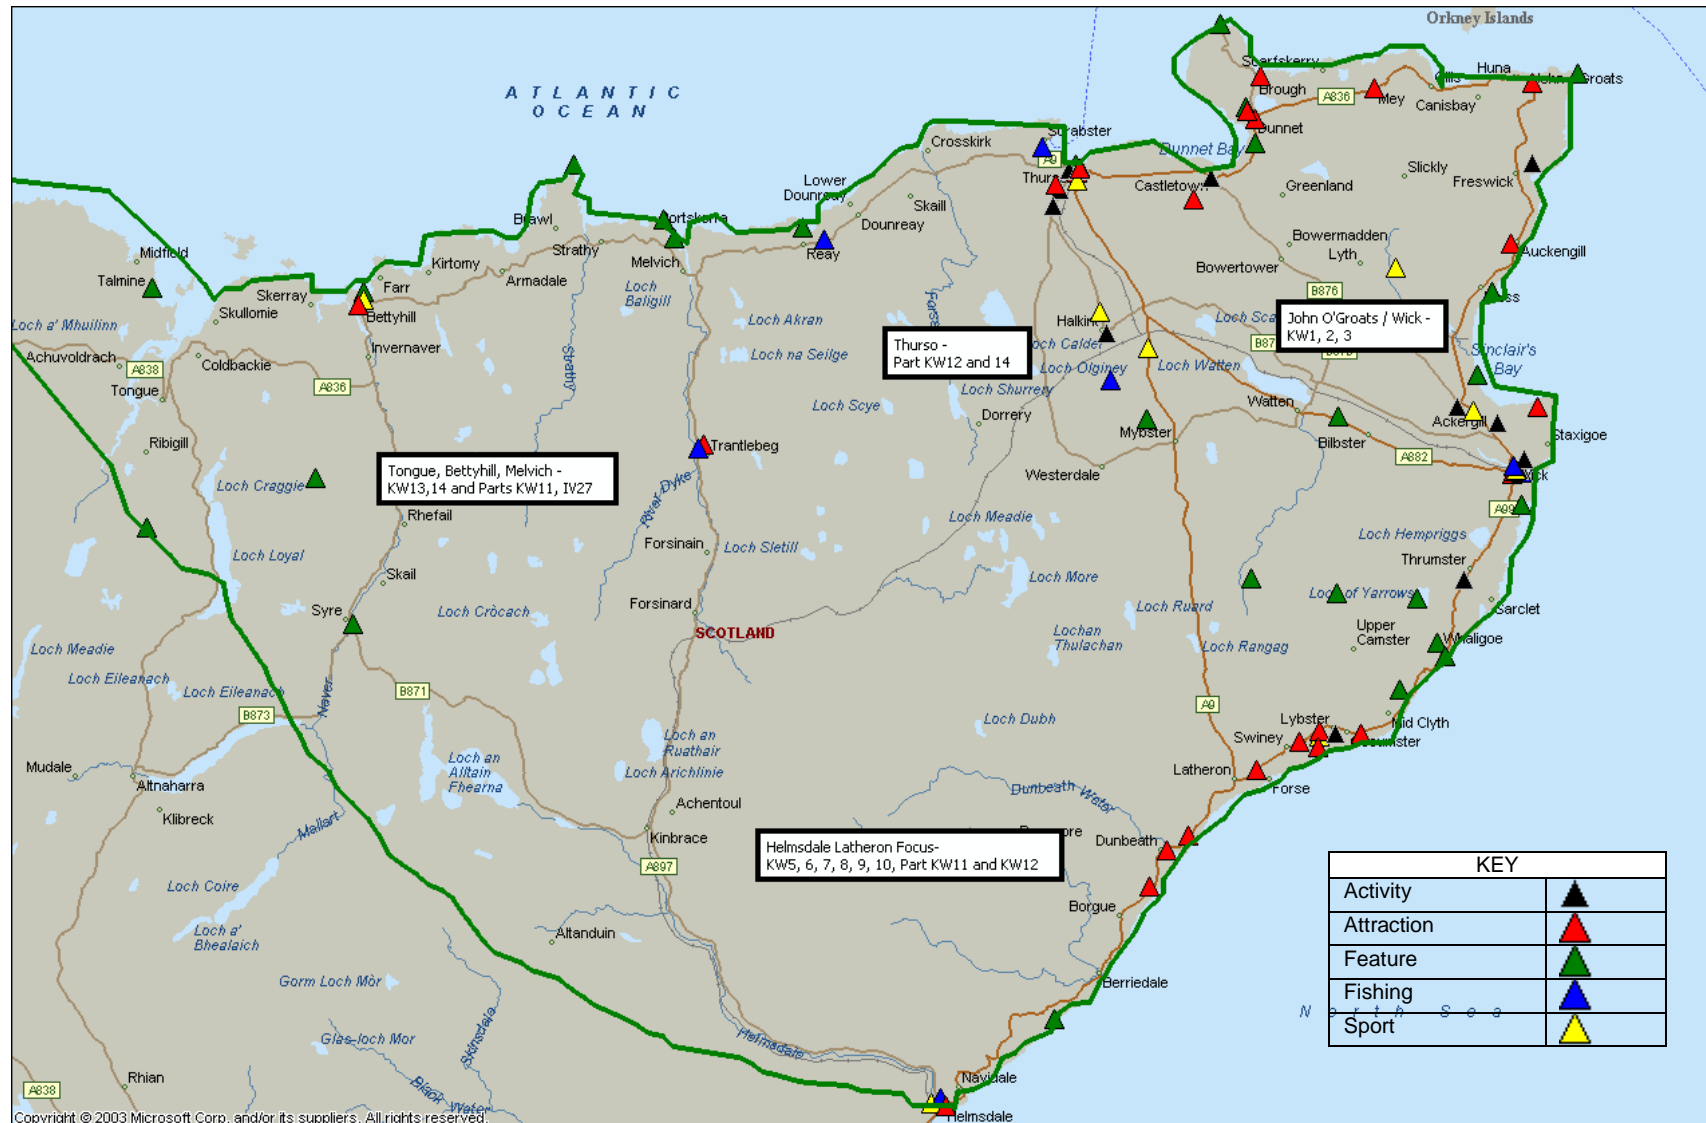 Orkney Islands
ATLANTIC
OCEAN
Scarfskerry
Huna
John O'Groats
Gills
Brough
A836
Mey
Canisbay
Dunnet
Dunnet Bay
Scrabster
A9
Crosskirk
Thurso
Castletown
Greenland
Slickly
Freswick
Lower
Dounreay
Skaill
Dounreay
Reay
Portskerra
Brawl
Strathy
Melvich
Midfield
Talmine
Kirtomy
Farr
Armadale
Skerray
Bettyhill
Skullomie
Bowermadden
Lyth
Bowertower
Auckengill
B876
Loch a' Mhuilinn
Achuvoldrach
A838
Coldbackie
Tongue
Invernaver
A836
Strathy
Loch
Baligill
Loch Akran
Loch na Seilge
Loch Scye
Halkirk
Loch Calder
Loch Olginey
Loch Shurrery
Loch Watten
Thurso -
Part KW12 and 14
John O'Groats / Wick -
KW1, 2, 3
Sinclair's
Bay
Dorrery
Watten
Mybster
Bilbster
Ackergill
Staxigoe
A882
Wick
Westerdale
Ribigill
Trantlebeg
Tongue, Bettyhill, Melvich -
KW13,14 and Parts KW11, IV27
Loch Craggie
River Dyke
Rhefail
Loch Meadie
A99
Loch Hempriggs
Forsinain
Loch Sletill
Loch Loyal
Thrumster
Skail
Loch More
Loch of Yarrows
Sarclet
Syre
Loch Cròcach
Forsinard
SCOTLAND
Loch Ruard
Lochan
Thulachan
Loch Rangag
Upper
Camster
Whaligoe
Loch Meadie
Loch Eileanach
Loch Eileanach
B871
B873
Naver
Loch Dubh
A9
Lybster
Mid Clyth
Swiney
Occumster
Loch an
Ruathair
Loch an
Alltain
Fhearna
Loch Arichlinie
Latheron
Forse
Mudale
Altnaharra
Klibreck
Mallart
Achentoul
Kinbrace
Dunbeath Water
Dunbeath
A897
Helmsdale Latheron Focus-
KW5, 6, 7, 8, 9, 10, Part KW11 and KW12
KEY
Activity
Attraction
Feature
Fishing
Sport
Loch Coire
Loch a'
Bhealaich
Borgue
Altanduin
Gorm Loch Mòr
Berriedale
North Sea
Skinsdale
Glas-loch Mor
Helmsdale
A838
Rhian
Black Water
Navidale
Helmsdale
Copyright © 2003 Microsoft Corp. and/or its suppliers. All rights reserved.